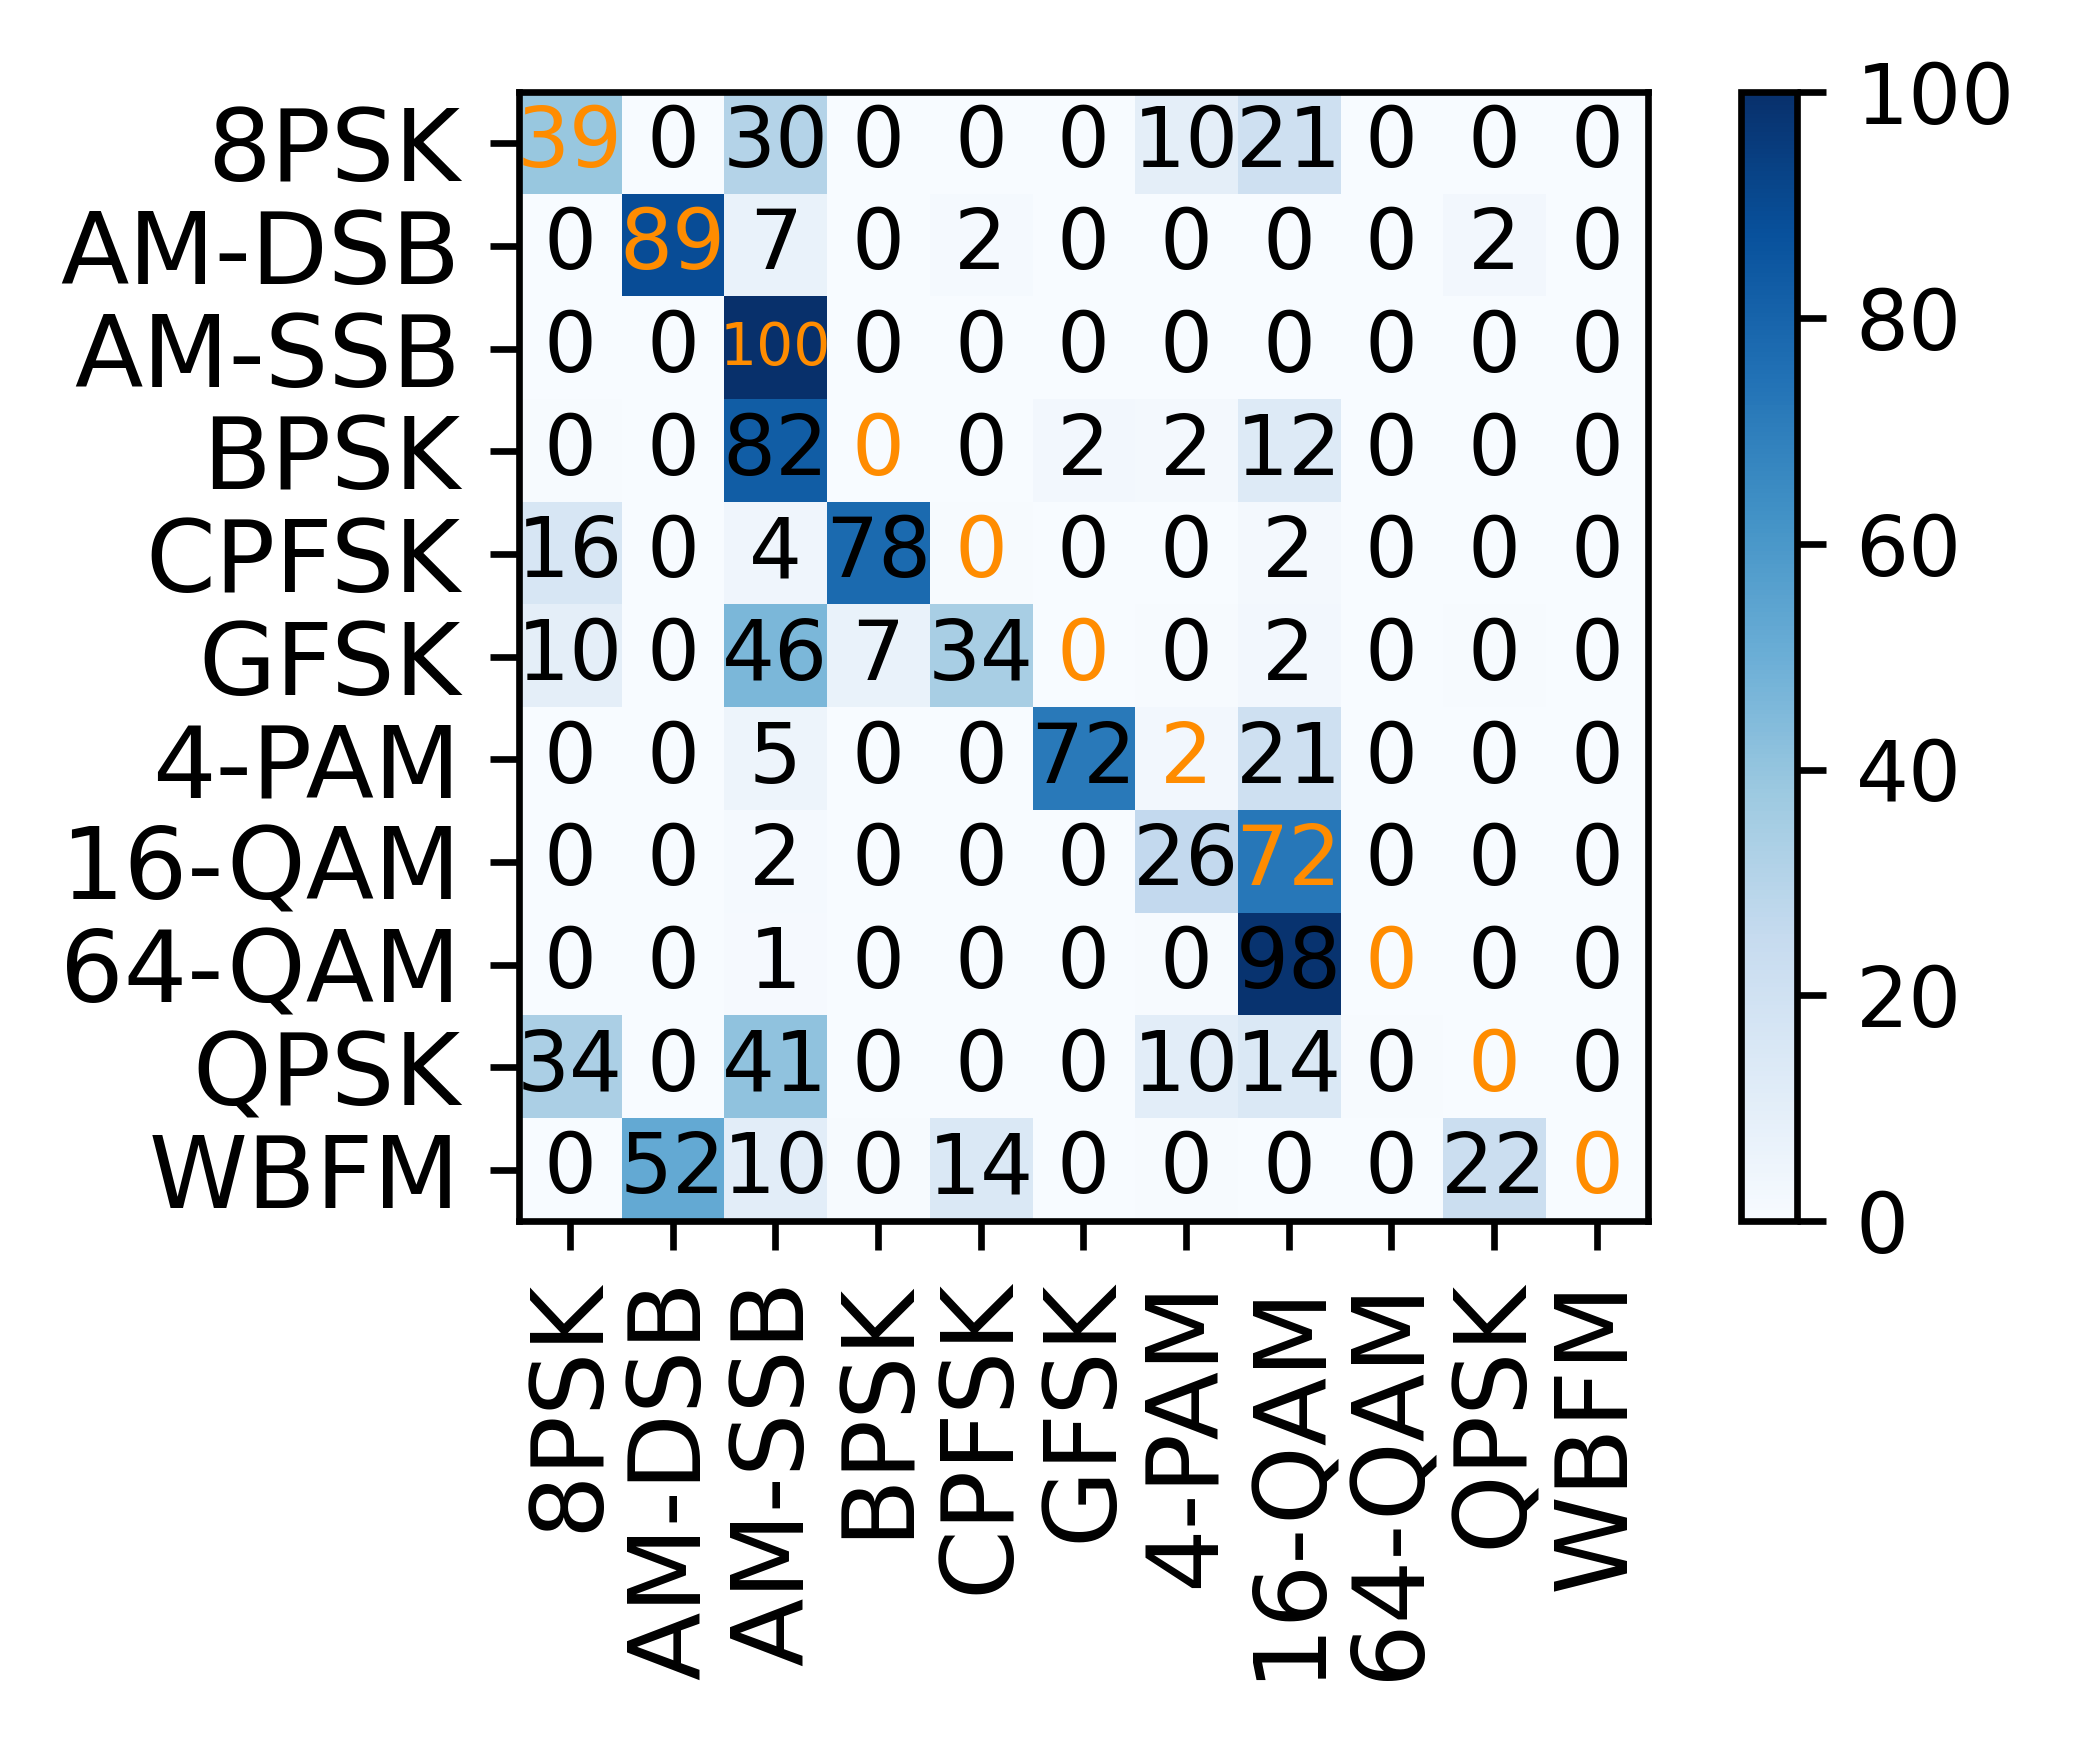 8PSK 39 0 30 0 0 0 10 21 0 0 0
AM-DSB 0 89 7 0 2 0 0 0 0 2 0
AM-SSB 0 0 100 0 0 0 0 0 0 0 0
BPSK 0 0 82 0 0 2 2 12 0 0 0
CPFSK 16 0 4 78 0 0 0 2 0 0 0
GFSK 10 0 46 7 34 0 0 2 0 0 0
4-PAM 0 0 5 0 0 72 2 21 0 0 0
16-QAM 0 0 2 0 0 0 26 72 0 0 0
64-QAM 0 0 1 0 0 0 0 98 0 0 0
QPSK 34 0 41 0 0 0 10 14 0 0 0
WBFM 0 52 10 0 14 0 0 0 0 22 0
8PSK
AM-DSB
AM-SSB
BPSK
CPFSK
GFSK
4-PAM
16-QAM
64-QAM
QPSK
WBFM
100
80
60
40
20
0